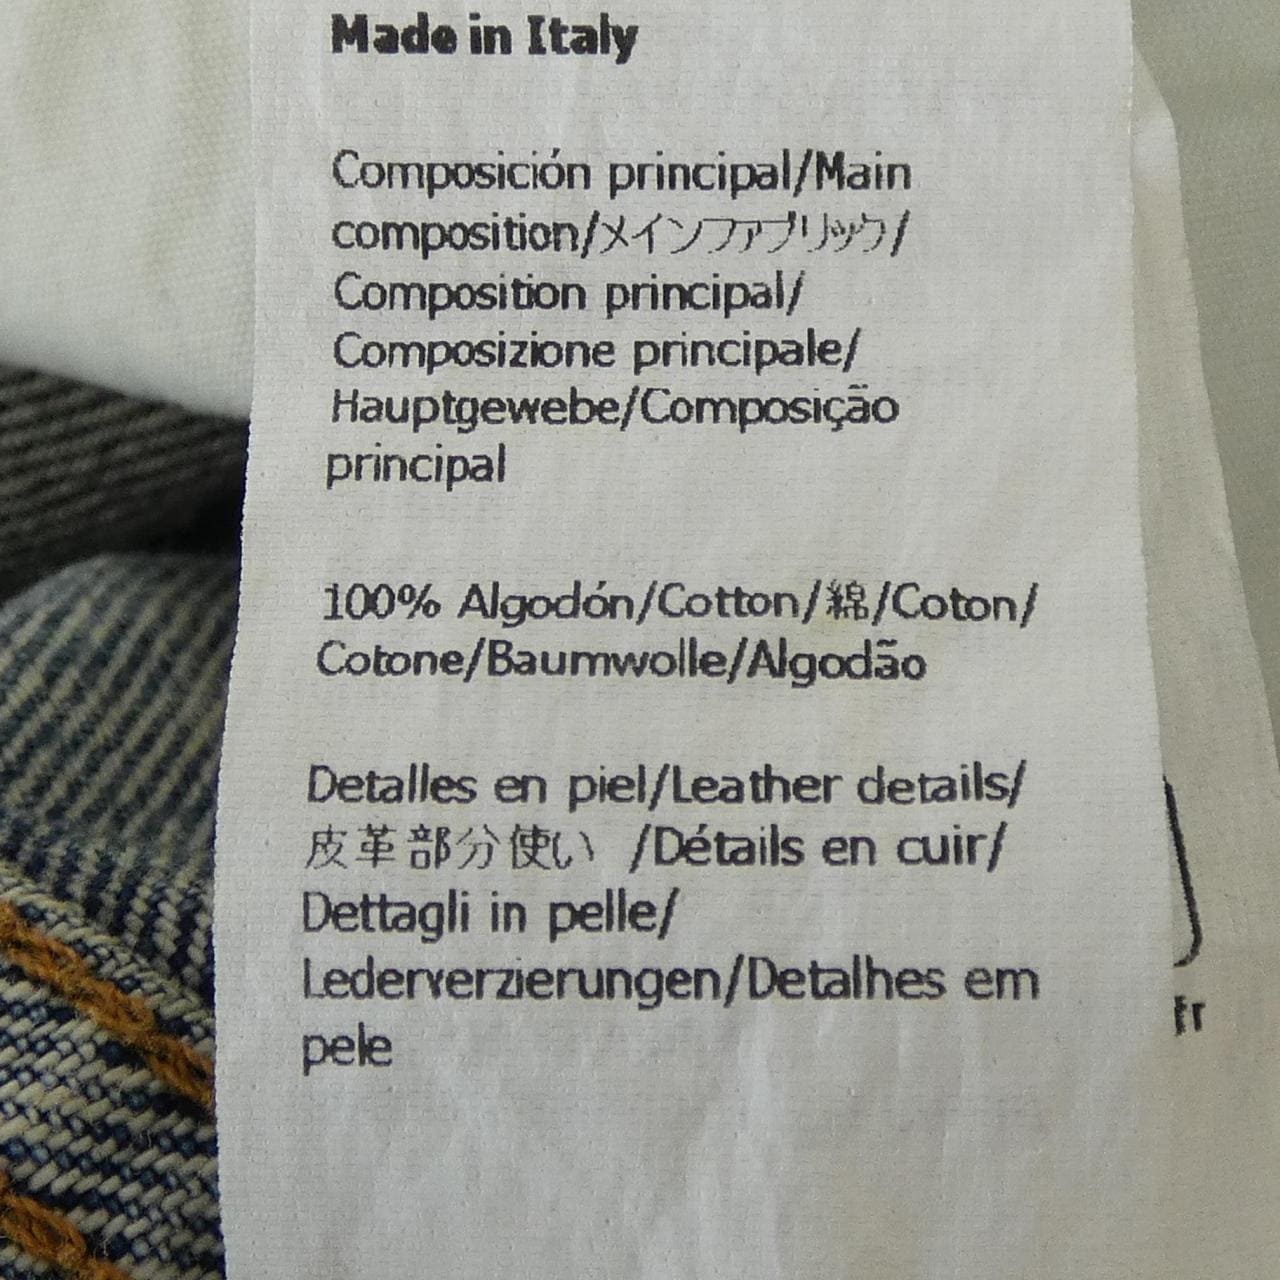 Made in Italy
Composición principal/Main
composition/メインファブリック/
Composition principal/
Composizione principale/
Hauptgewebe/Composição
principal
100% Algodón/Cotton/綿/Coton/
Cotone/Baumwolle/Algodão
Detalles en piel/Leather details/
皮革部分使い /Détails en cuir/
Dettagli in pelle/
Lederverzierungen/Detalhes em
pele